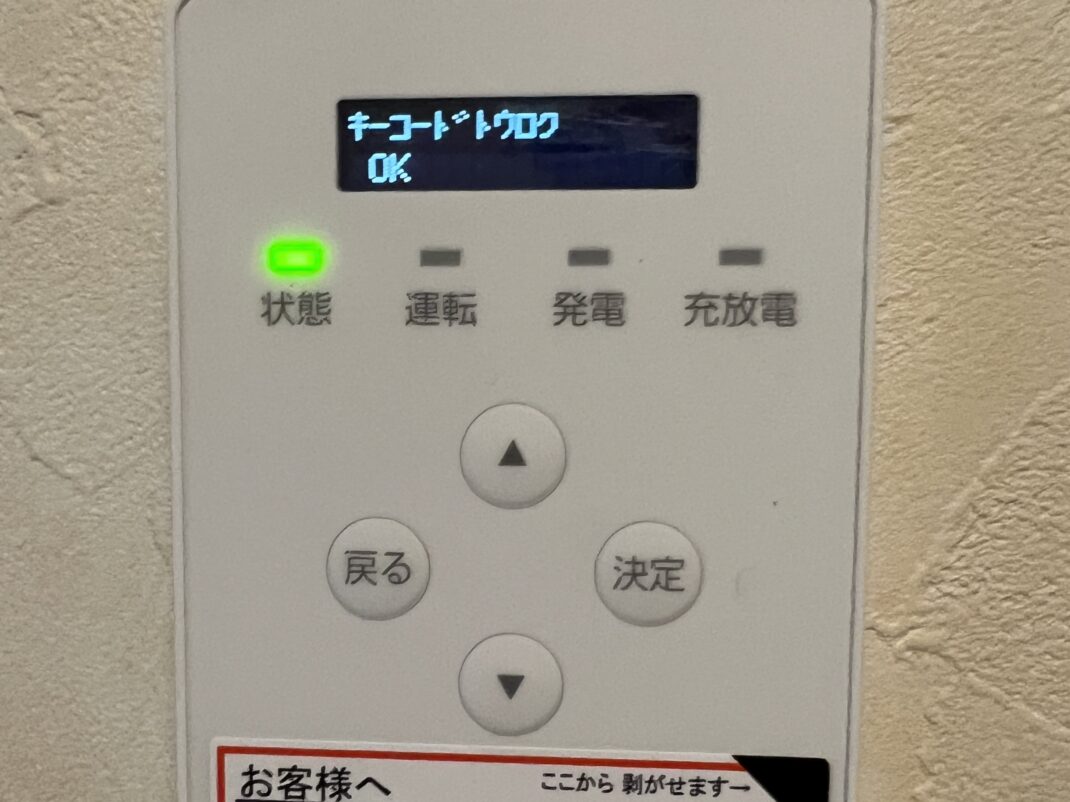 キーコード゛トウロク
OK
状態 運転 発電 充放電
▲
戻る 決定
▼
お客様へ ここから 剥がせます→